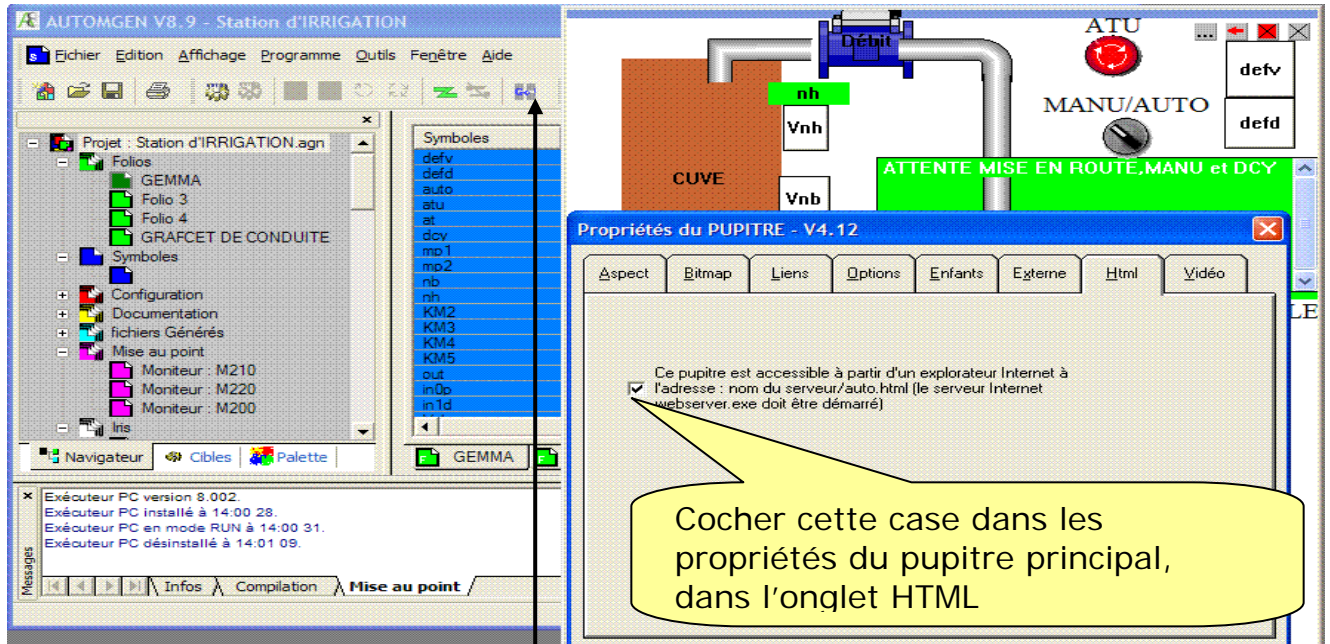 AUTOMGEN V8.9 - Station d'IRRIGATION
Fichier Edition Affichage Programme Outils Fenêtre Aide
Projet : Station d'IRRIGATION.agn
Folios
GEMMA
Folio 3
Folio 4
GRAFCET DE CONDUITE
Symboles
Configuration
Documentation
fichiers Générés
Mise au point
Moniteur : M210
Moniteur : M220
Moniteur : M200
Iris
Navigateur Cibles Palette
Symboles
defv
defd
auto
atu
at
dcy
mp1
mp2
nb
nh
KM2
KM3
KM4
KM5
out
in0p
in1d
GEMMA
Messages
Exécuteur PC version 8.002.
Exécuteur PC installé à 14:00 28.
Exécuteur PC en mode RUN à 14:00 31.
Exécuteur PC désinstallé à 14:01 09.
Infos Compilation Mise au point
Débit
nh
Vnh
CUVE
Vnb
ATU
...
defv
MANU/AUTO
defd
ATTENTE MISE EN ROUTE,MANU et DCY
LE
Propriétés du PUPITRE - V4.12
Aspect Bitmap Liens Options Enfants Externe Html Vidéo
Ce pupitre est accessible à partir d'un explorateur Internet à
l'adresse : nom du serveur/auto.html (le serveur Internet
webserver.exe doit être démarré)
Cocher cette case dans les
propriétés du pupitre principal,
dans l'onglet HTML